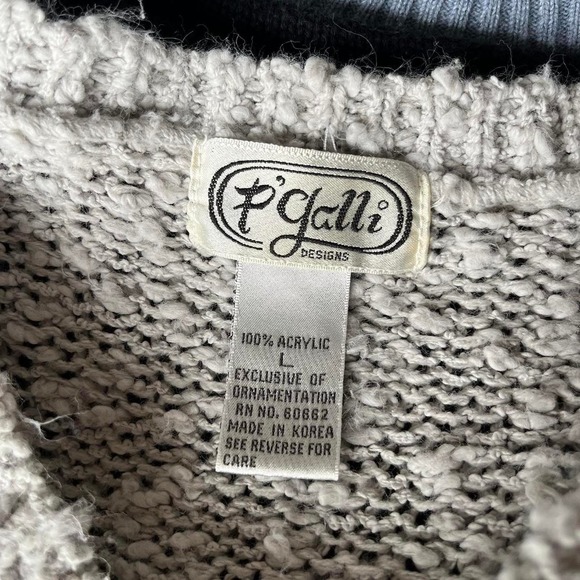 P'galli
DESIGNS
100% ACRYLIC
L
EXCLUSIVE OF
ORNAMENTATION
RN NO. 60662
MADE IN KOREA
SEE REVERSE FOR
CARE